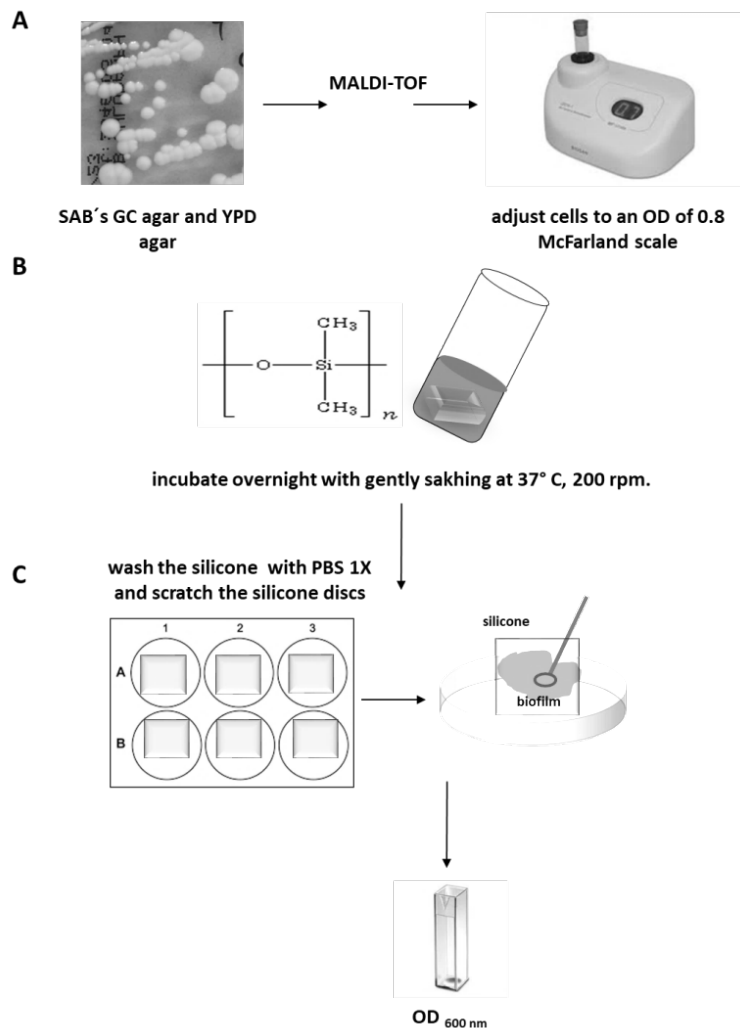 A
MALDI-TOF
0.7
SAB´s GC agar and YPD
agar
adjust cells to an OD of 0.8
McFarland scale
B
CH3
O
Si
CH3
n
incubate overnight with gently sakhing at 37° C, 200 rpm.
C
wash the silicone with PBS 1X
and scratch the silicone discs
1 2 3
A
B
silicone
biofilm
OD 600 nm